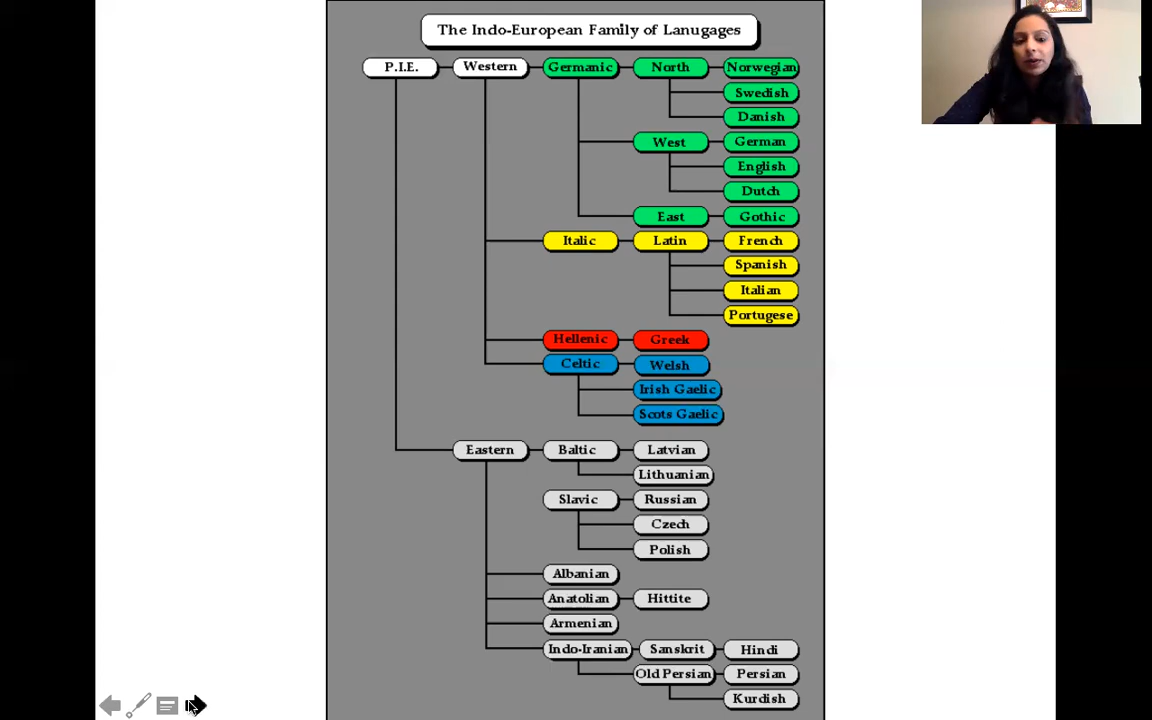 The Indo-European Family of Lanugages
P.I.E. Western Germanic North Norwegian
Swedish
Danish
West German
English
Dutch
East Gothic
Italic Latin French
Spanish
Italian
Portugese
Hellenic Greek
Celtic Welsh
Irish Gaelic
Scots Gaelic
Eastern Baltic Latvian
Lithuanian
Slavic Russian
Czech
Polish
Albanian
Anatolian Hittite
Armenian
Indo-Iranian Sanskrit Hindi
Old Persian Persian
Kurdish